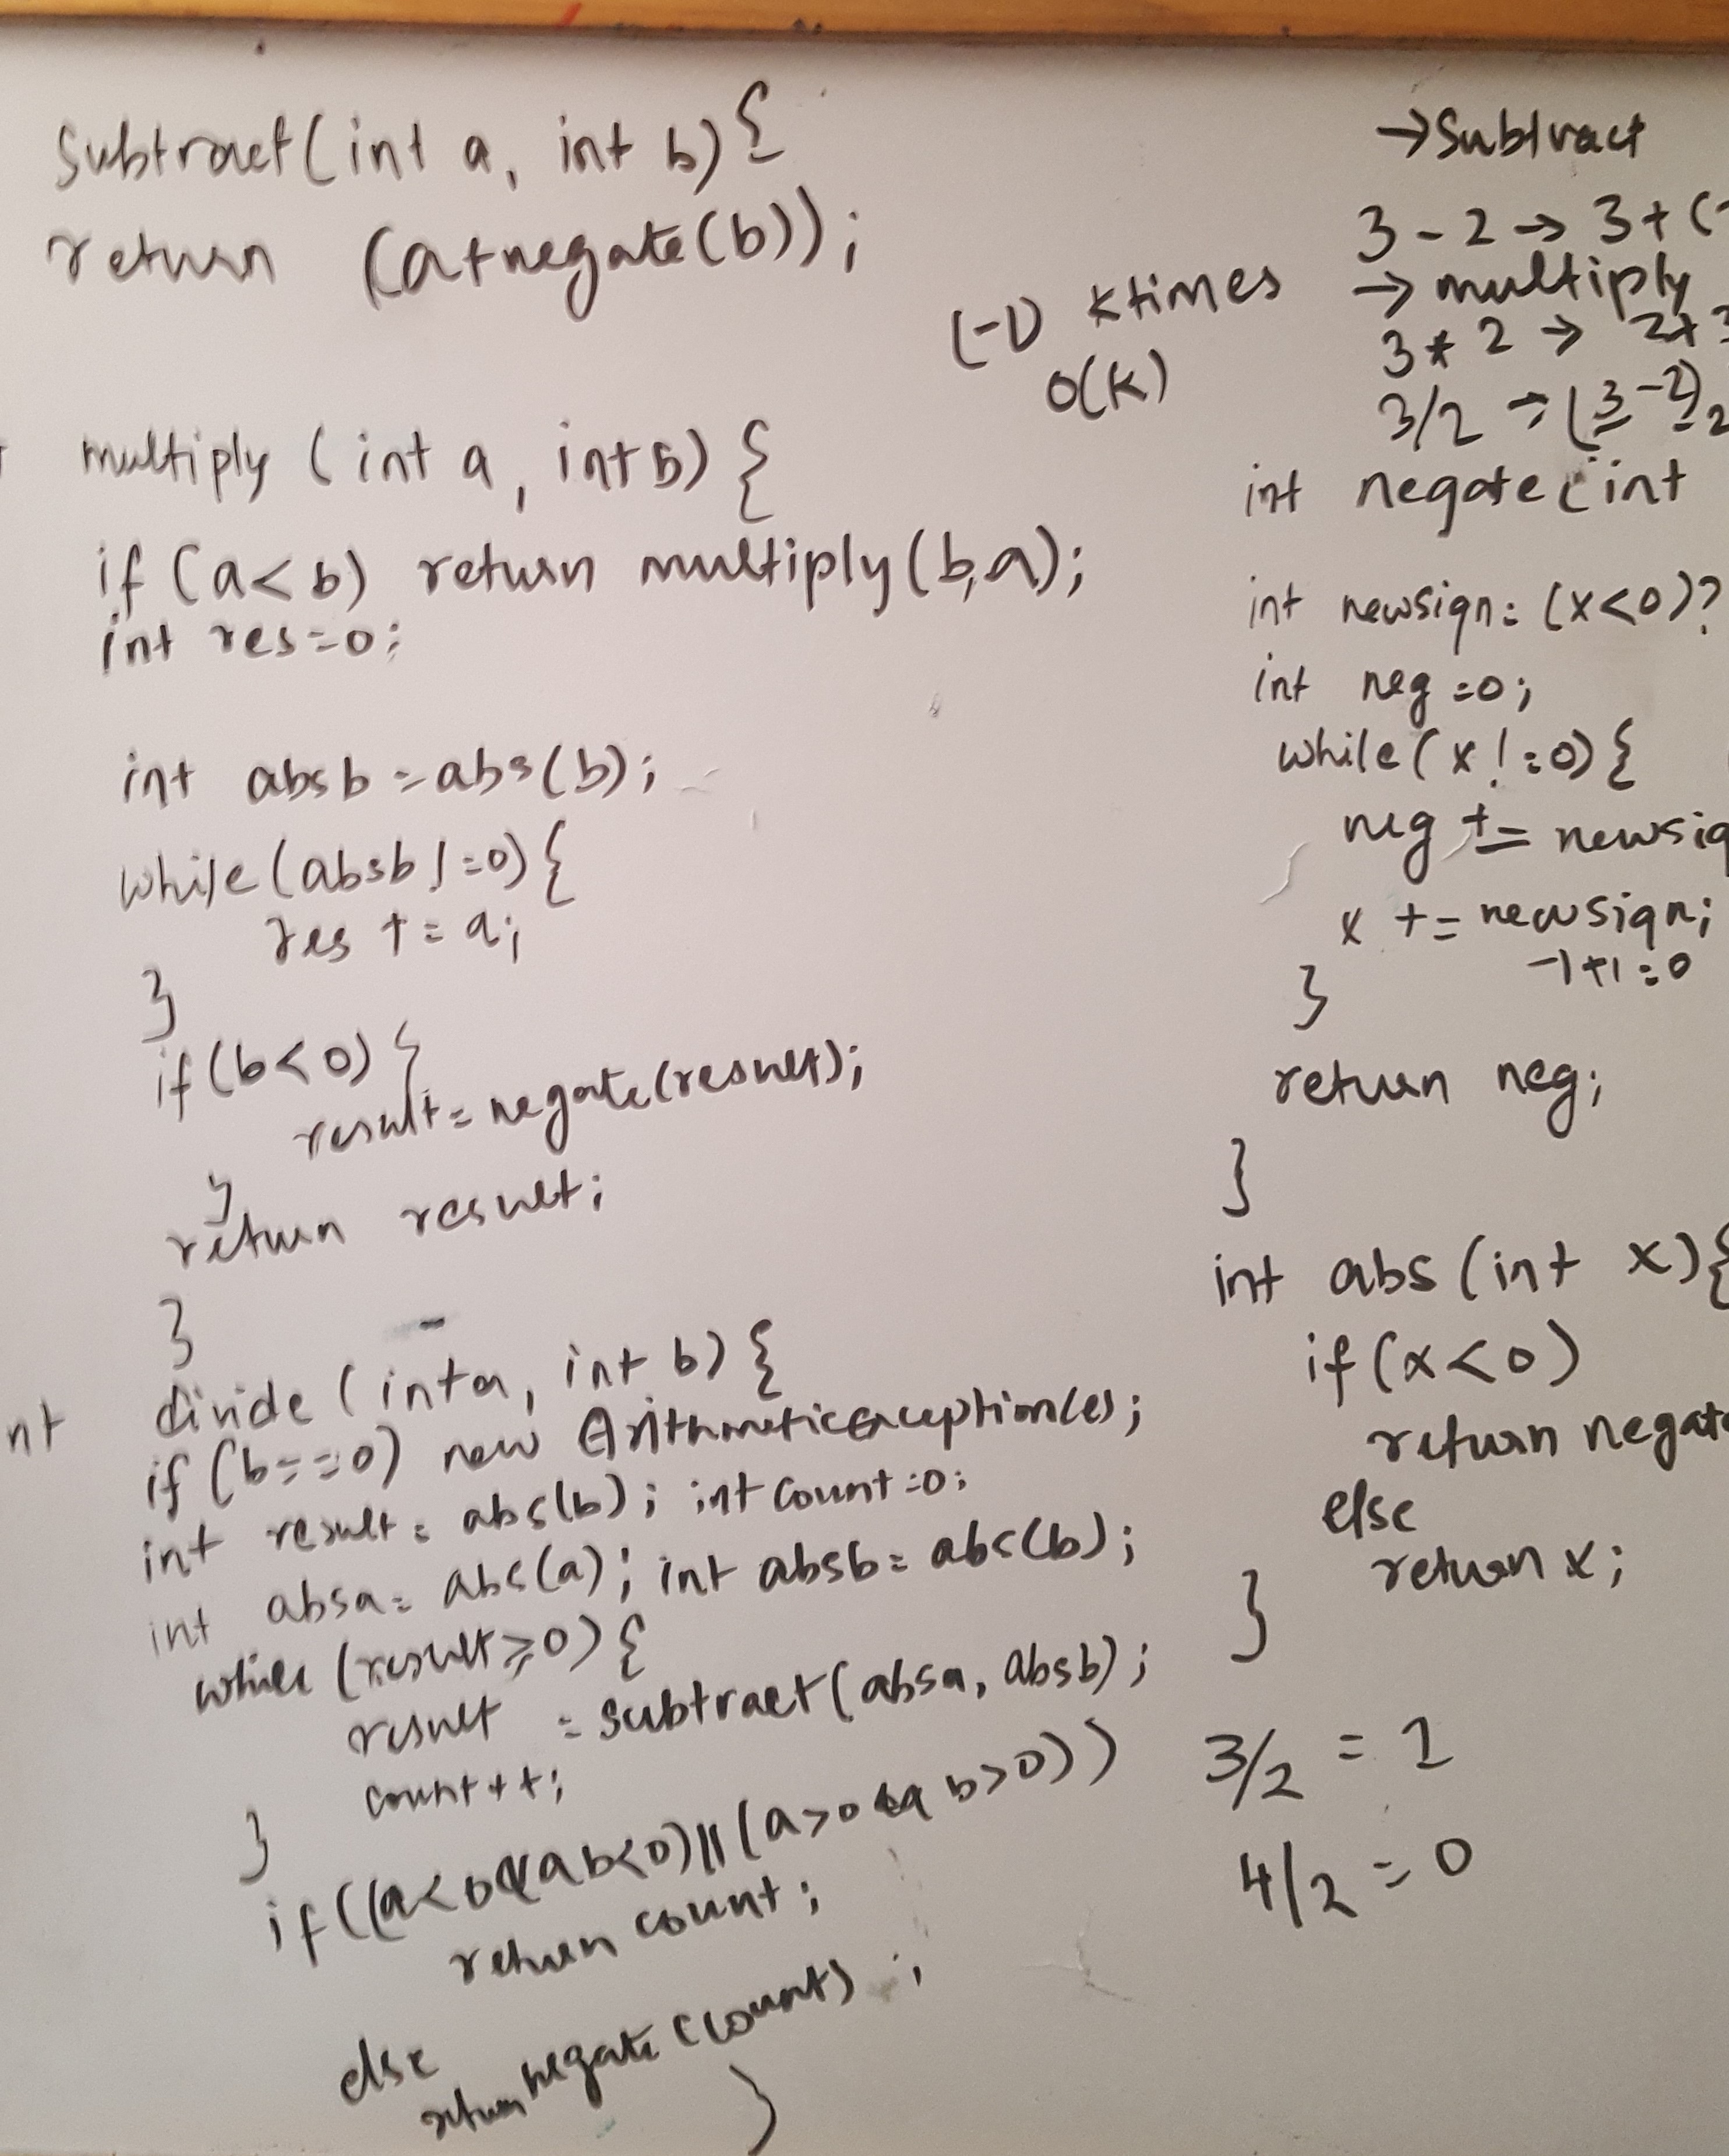 Subtract(int a, int b){
return (a+negate(b));
multiply (int a, int b) {
if (a<b) return multiply(b,a);
int res=0;
int absb = abs(b);
while(absb!=0){
res += a;
}
if(b<0){
result = negate(result);
}
return result;
}
nt divide (int a, int b) {
if (b==0) new ArithmeticException(e);
int result = abs(b); int count=0;
int absa = abs(a); int absb = abs(b);
while (result≥0) {
result = subtract(absa, absb);
count++;
}
if((a<0&&b<0)||(a>0&&b>0))
return count;
else
return negate(count);
}
(-1) k times
O(k)
→Subtract
3-2→ 3+(-
→multiply
3*2 → 2+3
3/2 → (3-2)2
int negate(int
int newsign= (x<0)?
int neg=0;
while(x!=0){
neg += newsig
x += newsign;
-1+1=0
}
return neg;
}
int abs(int x){
if(x<0)
return negate
else
return x;
}
3/2 = 1
4/2 = 0